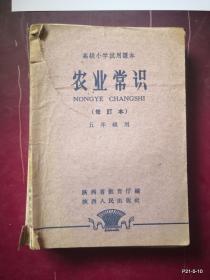 高级小学试用课本
农业常识
NONGYE CHANGSHI
(修订本)
五年级用
陕西省教育厅编
陕西人民出版社
P21-5-10